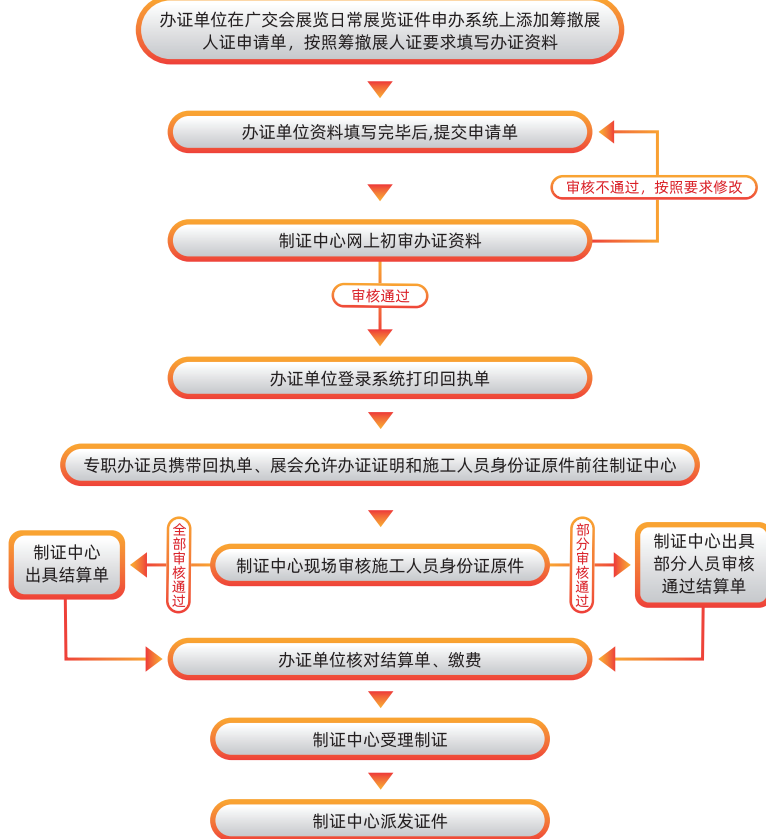 办证单位在广交会展览日常展览证件申办系统上添加筹撤展
人证申请单，按照筹撤展人证要求填写办证资料
办证单位资料填写完毕后,提交申请单
审核不通过，按照要求修改
制证中心网上初审办证资料
审核通过
办证单位登录系统打印回执单
专职办证员携带回执单、展会允许办证证明和施工人员身份证原件前往制证中心
制证中心
出具结算单
全部审核通过
制证中心现场审核施工人员身份证原件
部分审核通过
制证中心出具
部分人员审核
通过结算单
办证单位核对结算单、缴费
制证中心受理制证
制证中心派发证件